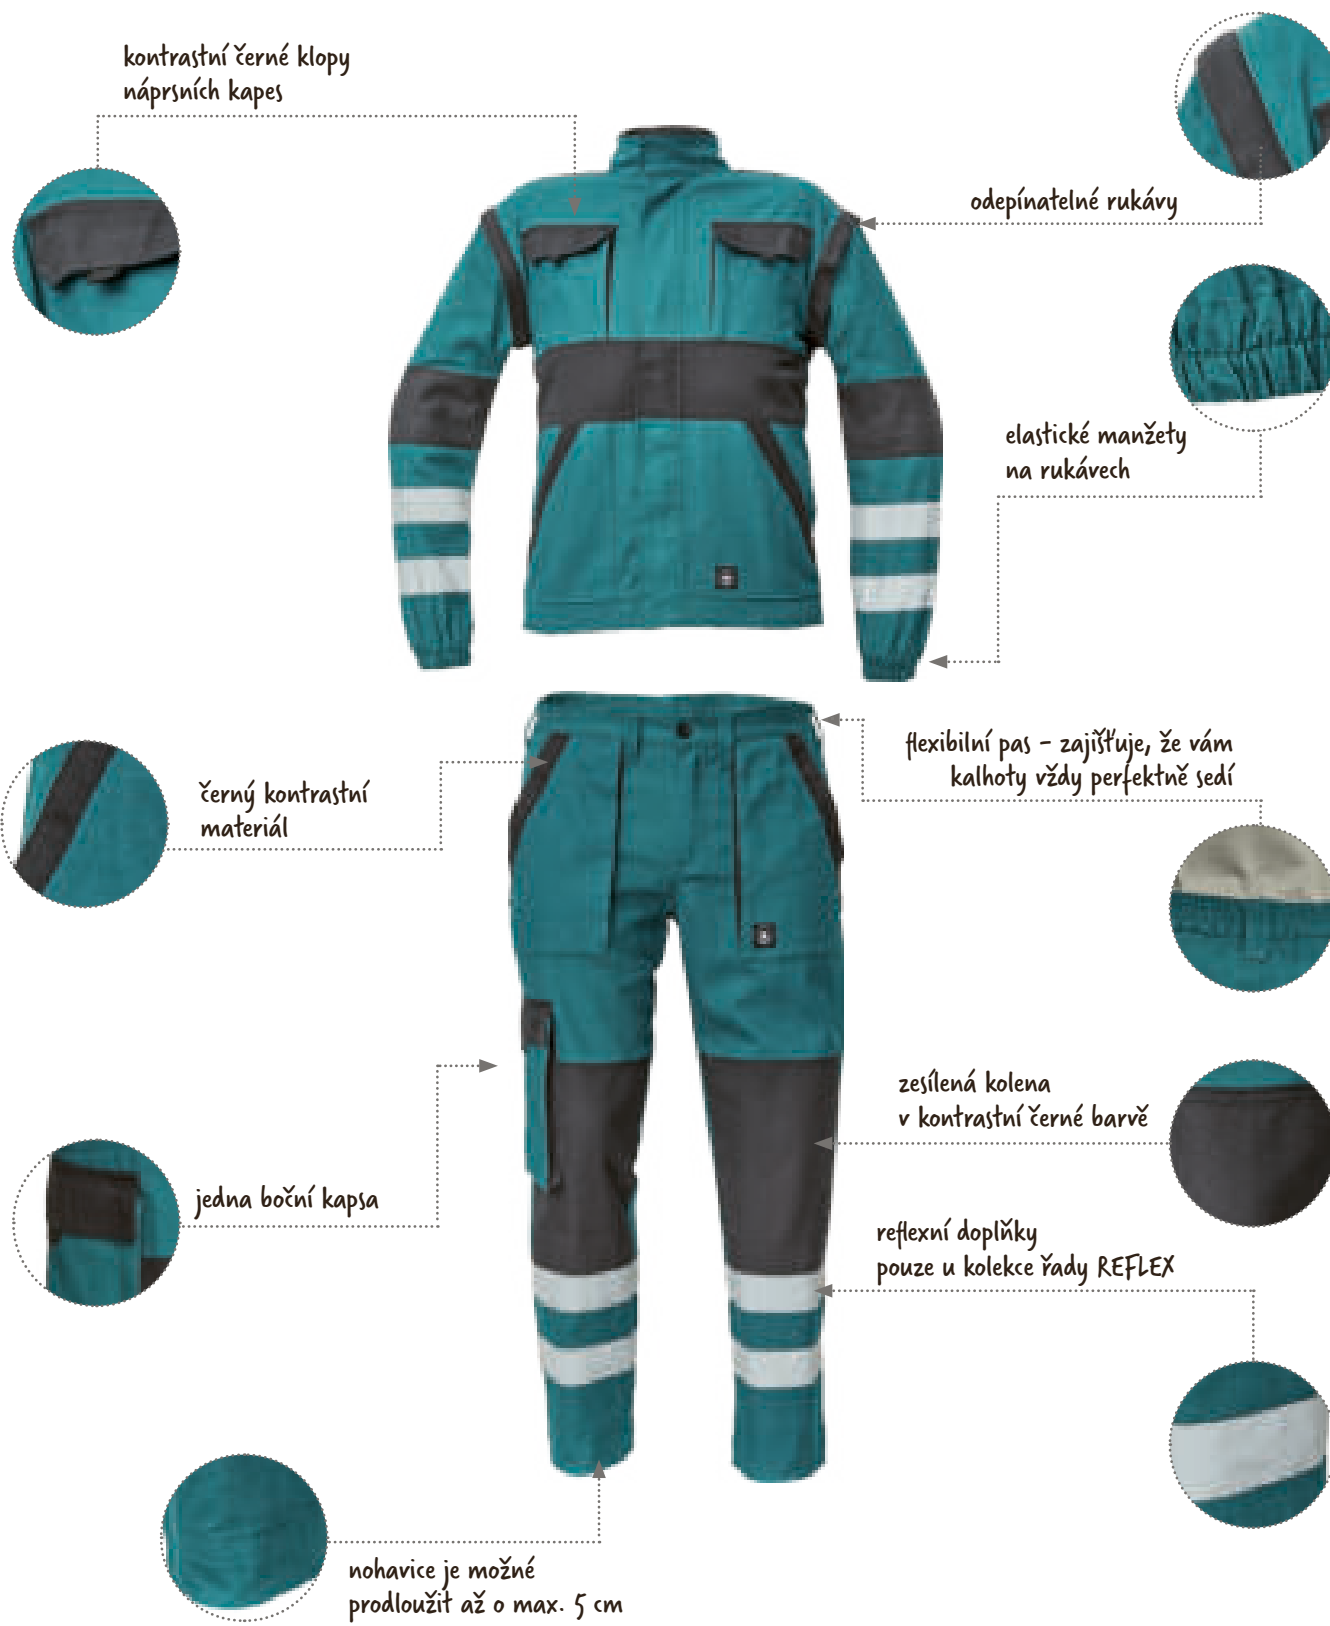 kontrastní černé klopy
náprsních kapes
odepínatelné rukávy
elastické manžety
na rukávech
flexibilní pas – zajišťuje, že vám
kalhoty vždy perfektně sedí
černý kontrastní
materiál
zesílená kolena
v kontrastní černé barvě
jedna boční kapsa
reflexní doplňky
pouze u kolekce řady REFLEX
nohavice je možné
prodloužit až o max. 5 cm